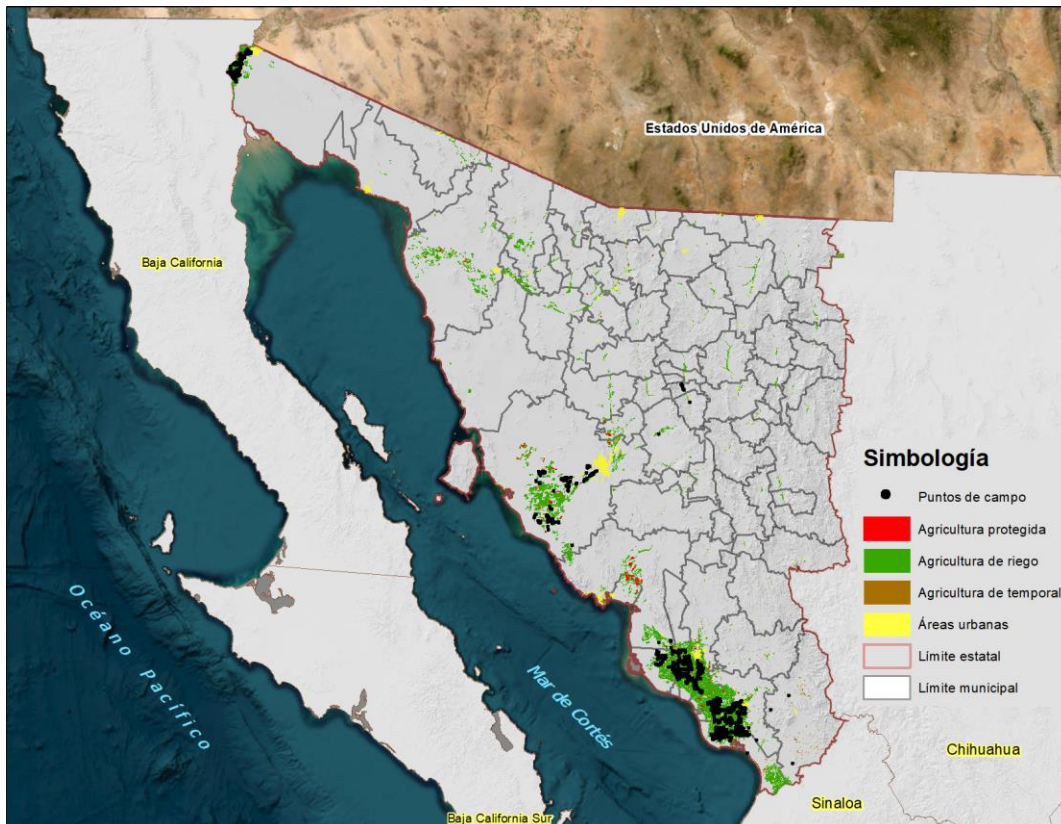 Estados Unidos de América
Baja California
Simbología
Puntos de campo
Agricultura protegida
Agricultura de riego
Agricultura de temporal
Áreas urbanas
Límite estatal
Límite municipal
Océano pacífico
Mar de Cortés
Chihuahua
Sinaloa
Baja California Sur